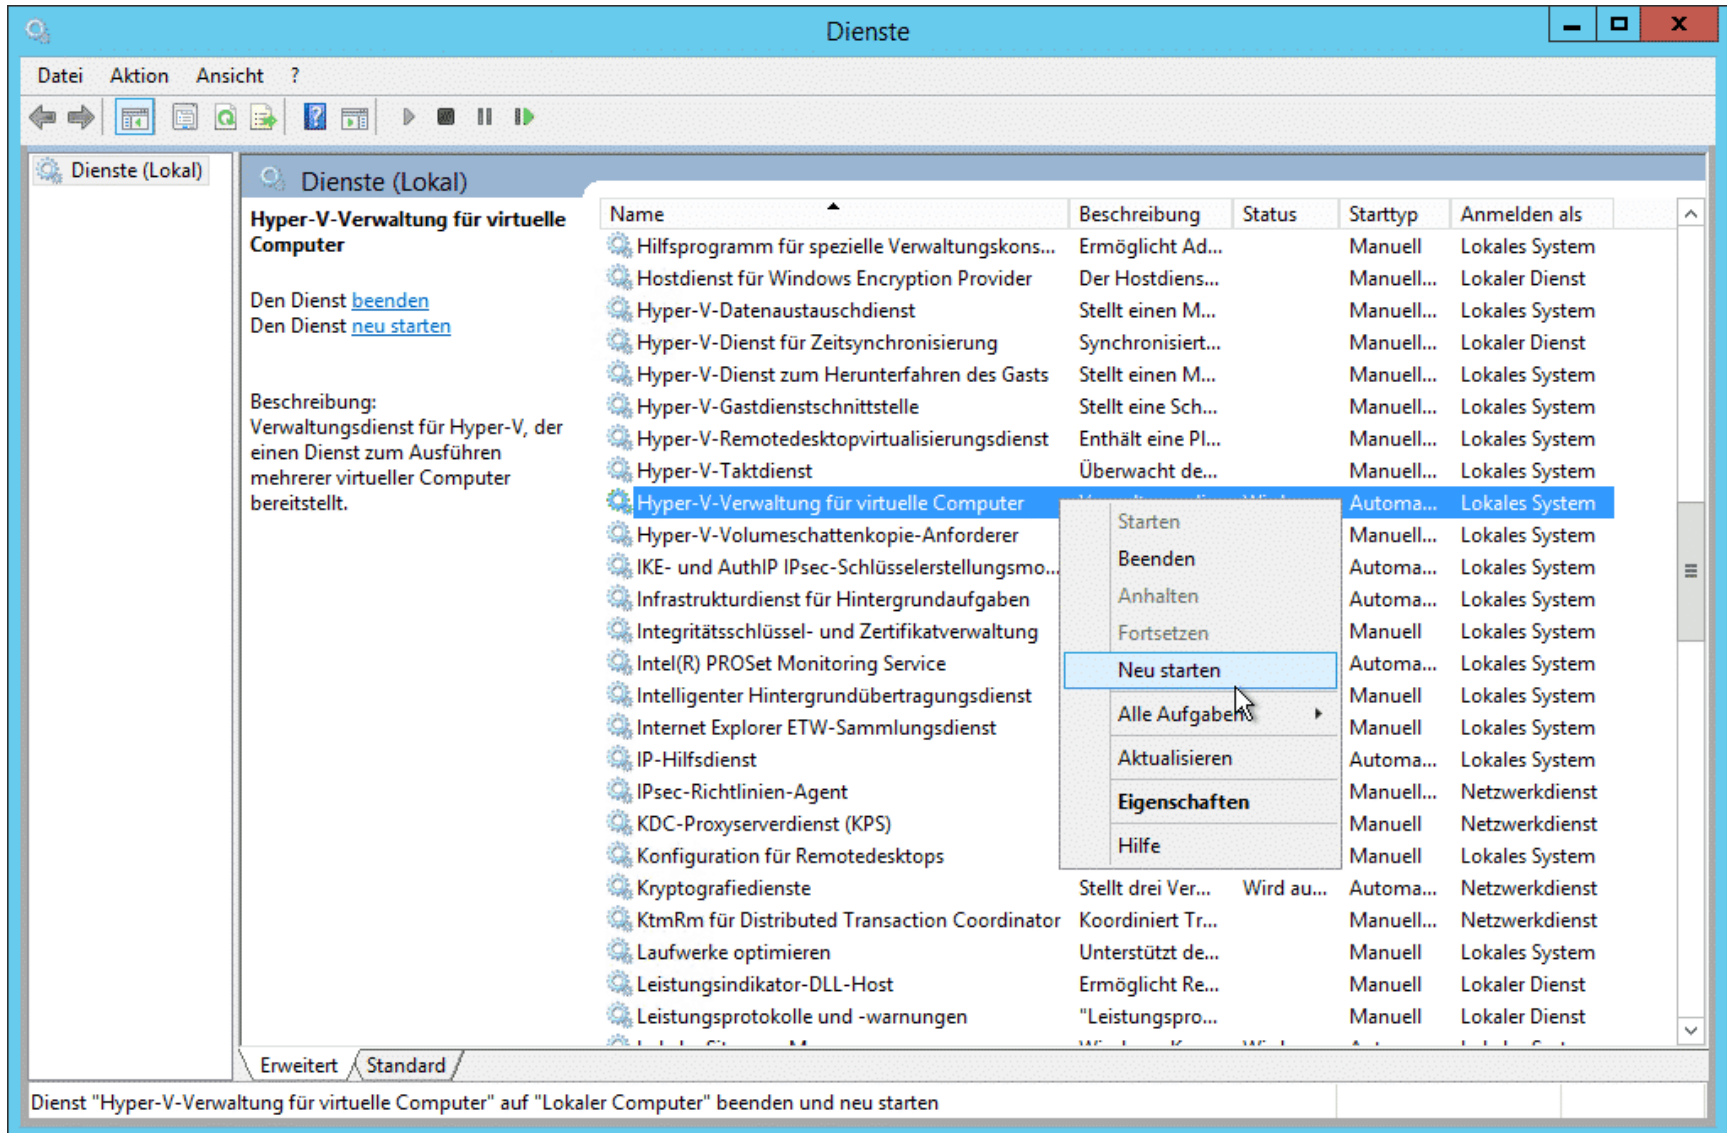 Dienste
Datei Aktion Ansicht ?
Dienste (Lokal)
Dienste (Lokal)
Hyper-V-Verwaltung für virtuelle
Computer
Den Dienst beenden
Den Dienst neu starten
Beschreibung:
Verwaltungsdienst für Hyper-V, der
einen Dienst zum Ausführen
mehrerer virtueller Computer
bereitstellt.
Name Beschreibung Status Starttyp Anmelden als
Hilfsprogramm für spezielle Verwaltungskons... Ermöglicht Ad... Manuell Lokales System
Hostdienst für Windows Encryption Provider Der Hostdiens... Manuell Lokaler Dienst
Hyper-V-Datenaustauschdienst Stellt einen M... Manuell... Lokales System
Hyper-V-Dienst für Zeitsynchronisierung Synchronisiert... Manuell... Lokaler Dienst
Hyper-V-Dienst zum Herunterfahren des Gasts Stellt einen M... Manuell... Lokales System
Hyper-V-Gastdienstschnittstelle Stellt eine Sch... Manuell... Lokales System
Hyper-V-Remotedesktopvirtualisierungsdienst Enthält eine Pl... Manuell... Lokales System
Hyper-V-Taktdienst Überwacht de... Manuell... Lokales System
Hyper-V-Verwaltung für virtuelle Computer Automa... Lokales System
Hyper-V-Volumeschattenkopie-Anforderer Manuell... Lokales System
IKE- und AuthIP IPsec-Schlüsselerstellungsmo... Automa... Lokales System
Infrastrukturdienst für Hintergrundaufgaben Automa... Lokales System
Integritätsschlüssel- und Zertifikatverwaltung Manuell Lokales System
Intel(R) PROSet Monitoring Service Automa... Lokales System
Intelligenter Hintergrundübertragungsdienst Manuell Lokales System
Internet Explorer ETW-Sammlungsdienst Manuell Lokales System
IP-Hilfsdienst Automa... Lokales System
IPsec-Richtlinien-Agent Manuell... Netzwerkdienst
KDC-Proxyserverdienst (KPS) Manuell Netzwerkdienst
Konfiguration für Remotedesktops Manuell Lokales System
Kryptografiedienste Stellt drei Ver... Wird au... Automa... Netzwerkdienst
KtmRm für Distributed Transaction Coordinator Koordiniert Tr... Manuell... Netzwerkdienst
Laufwerke optimieren Unterstützt de... Manuell Lokales System
Leistungsindikator-DLL-Host Ermöglicht Re... Manuell Lokaler Dienst
Leistungsprotokolle und -warnungen "Leistungspro... Manuell Lokaler Dienst
Starten
Beenden
Anhalten
Fortsetzen
Neu starten
Alle Aufgaben
Aktualisieren
Eigenschaften
Hilfe
Erweitert Standard
Dienst "Hyper-V-Verwaltung für virtuelle Computer" auf "Lokaler Computer" beenden und neu starten